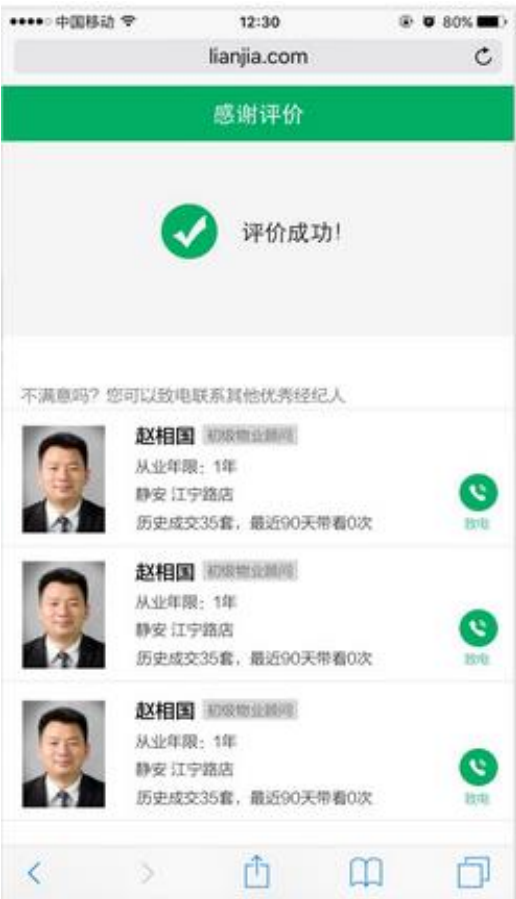 中国移动 12:30 80%
lianjia.com
感谢评价
评价成功!
不满意吗?您可以致电联系其他优秀经纪人
赵相国 初级物业顾问
从业年限:1年
静安 江宁路店
历史成交35套,最近90天带看0次
致电
赵相国 初级物业顾问
从业年限:1年
静安 江宁路店
历史成交35套,最近90天带看0次
致电
赵相国 初级物业顾问
从业年限:1年
静安 江宁路店
历史成交35套,最近90天带看0次
致电